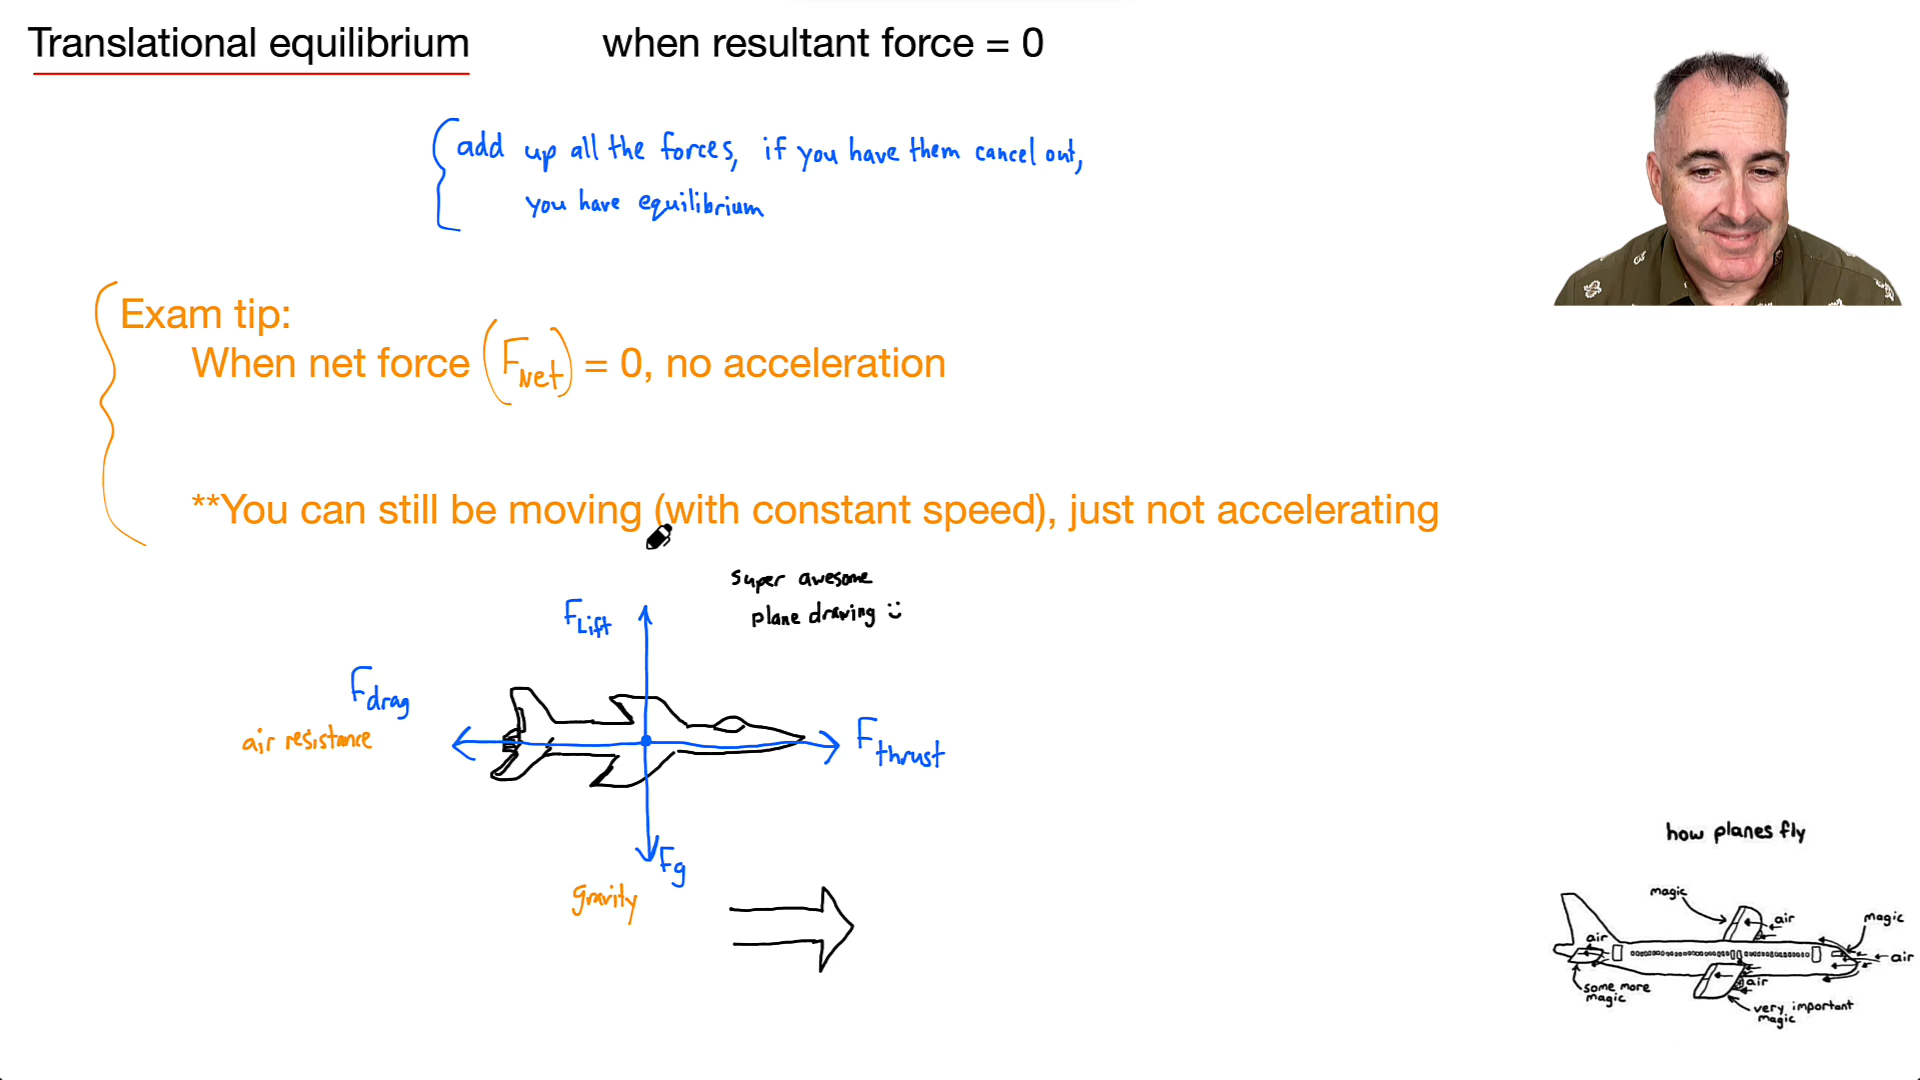 Translational equilibrium
when resultant force = 0
add up all the forces, if you have them cancel out,
you have equilibrium
Exam tip:
When net force (FNet) = 0, no acceleration
**You can still be moving (with constant speed), just not accelerating
super awesome
plane drawing :)
FLift
Fdrag
air resistance
Fthrust
Fg
gravity
how planes fly
magic
air
magic
air
air
some more
magic
air
very important
magic